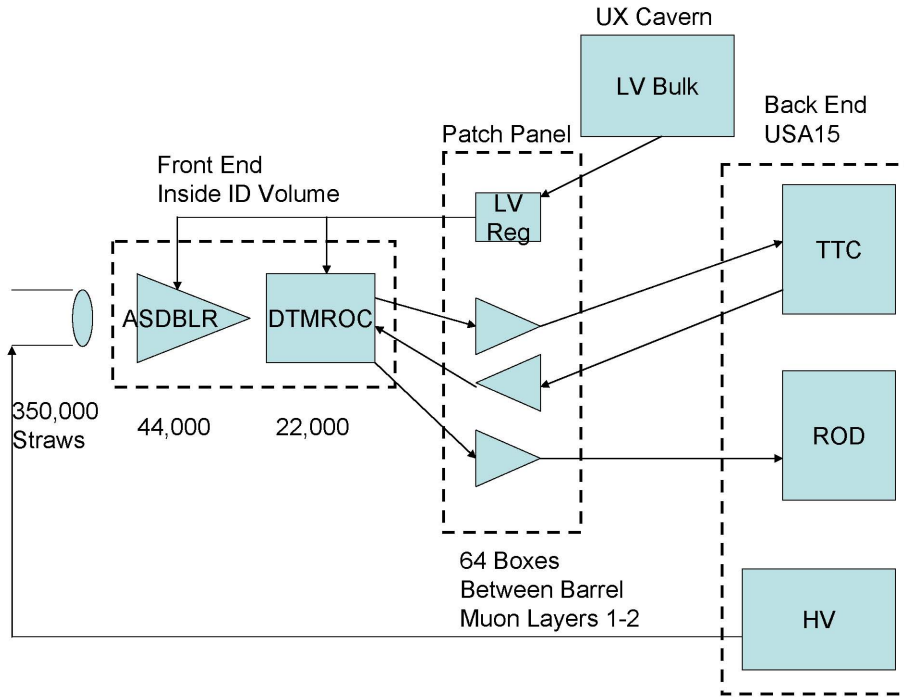 UX Cavern
LV Bulk
Back End
USA15
Patch Panel
Front End
Inside ID Volume
LV
Reg
TTC
ASDBLR
DTMROC
350,000
Straws
44,000
22,000
ROD
64 Boxes
Between Barrel
Muon Layers 1-2
HV